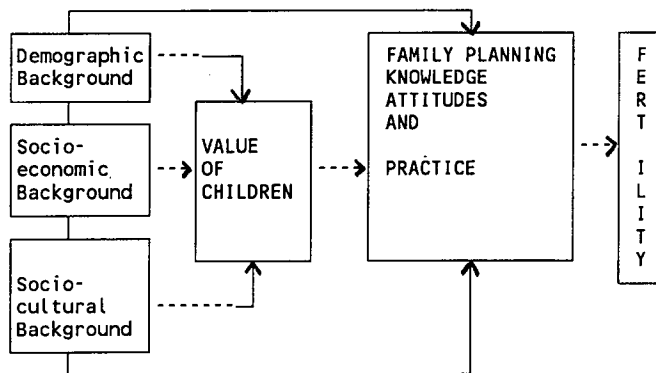 Demographic
Background
Socio-
economic
Background
Socio-
cultural
Background
VALUE
OF
CHILDREN
FAMILY PLANNING
KNOWLEDGE
ATTITUDES
AND
PRACTICE
F
E
R
T
I
L
I
T
Y